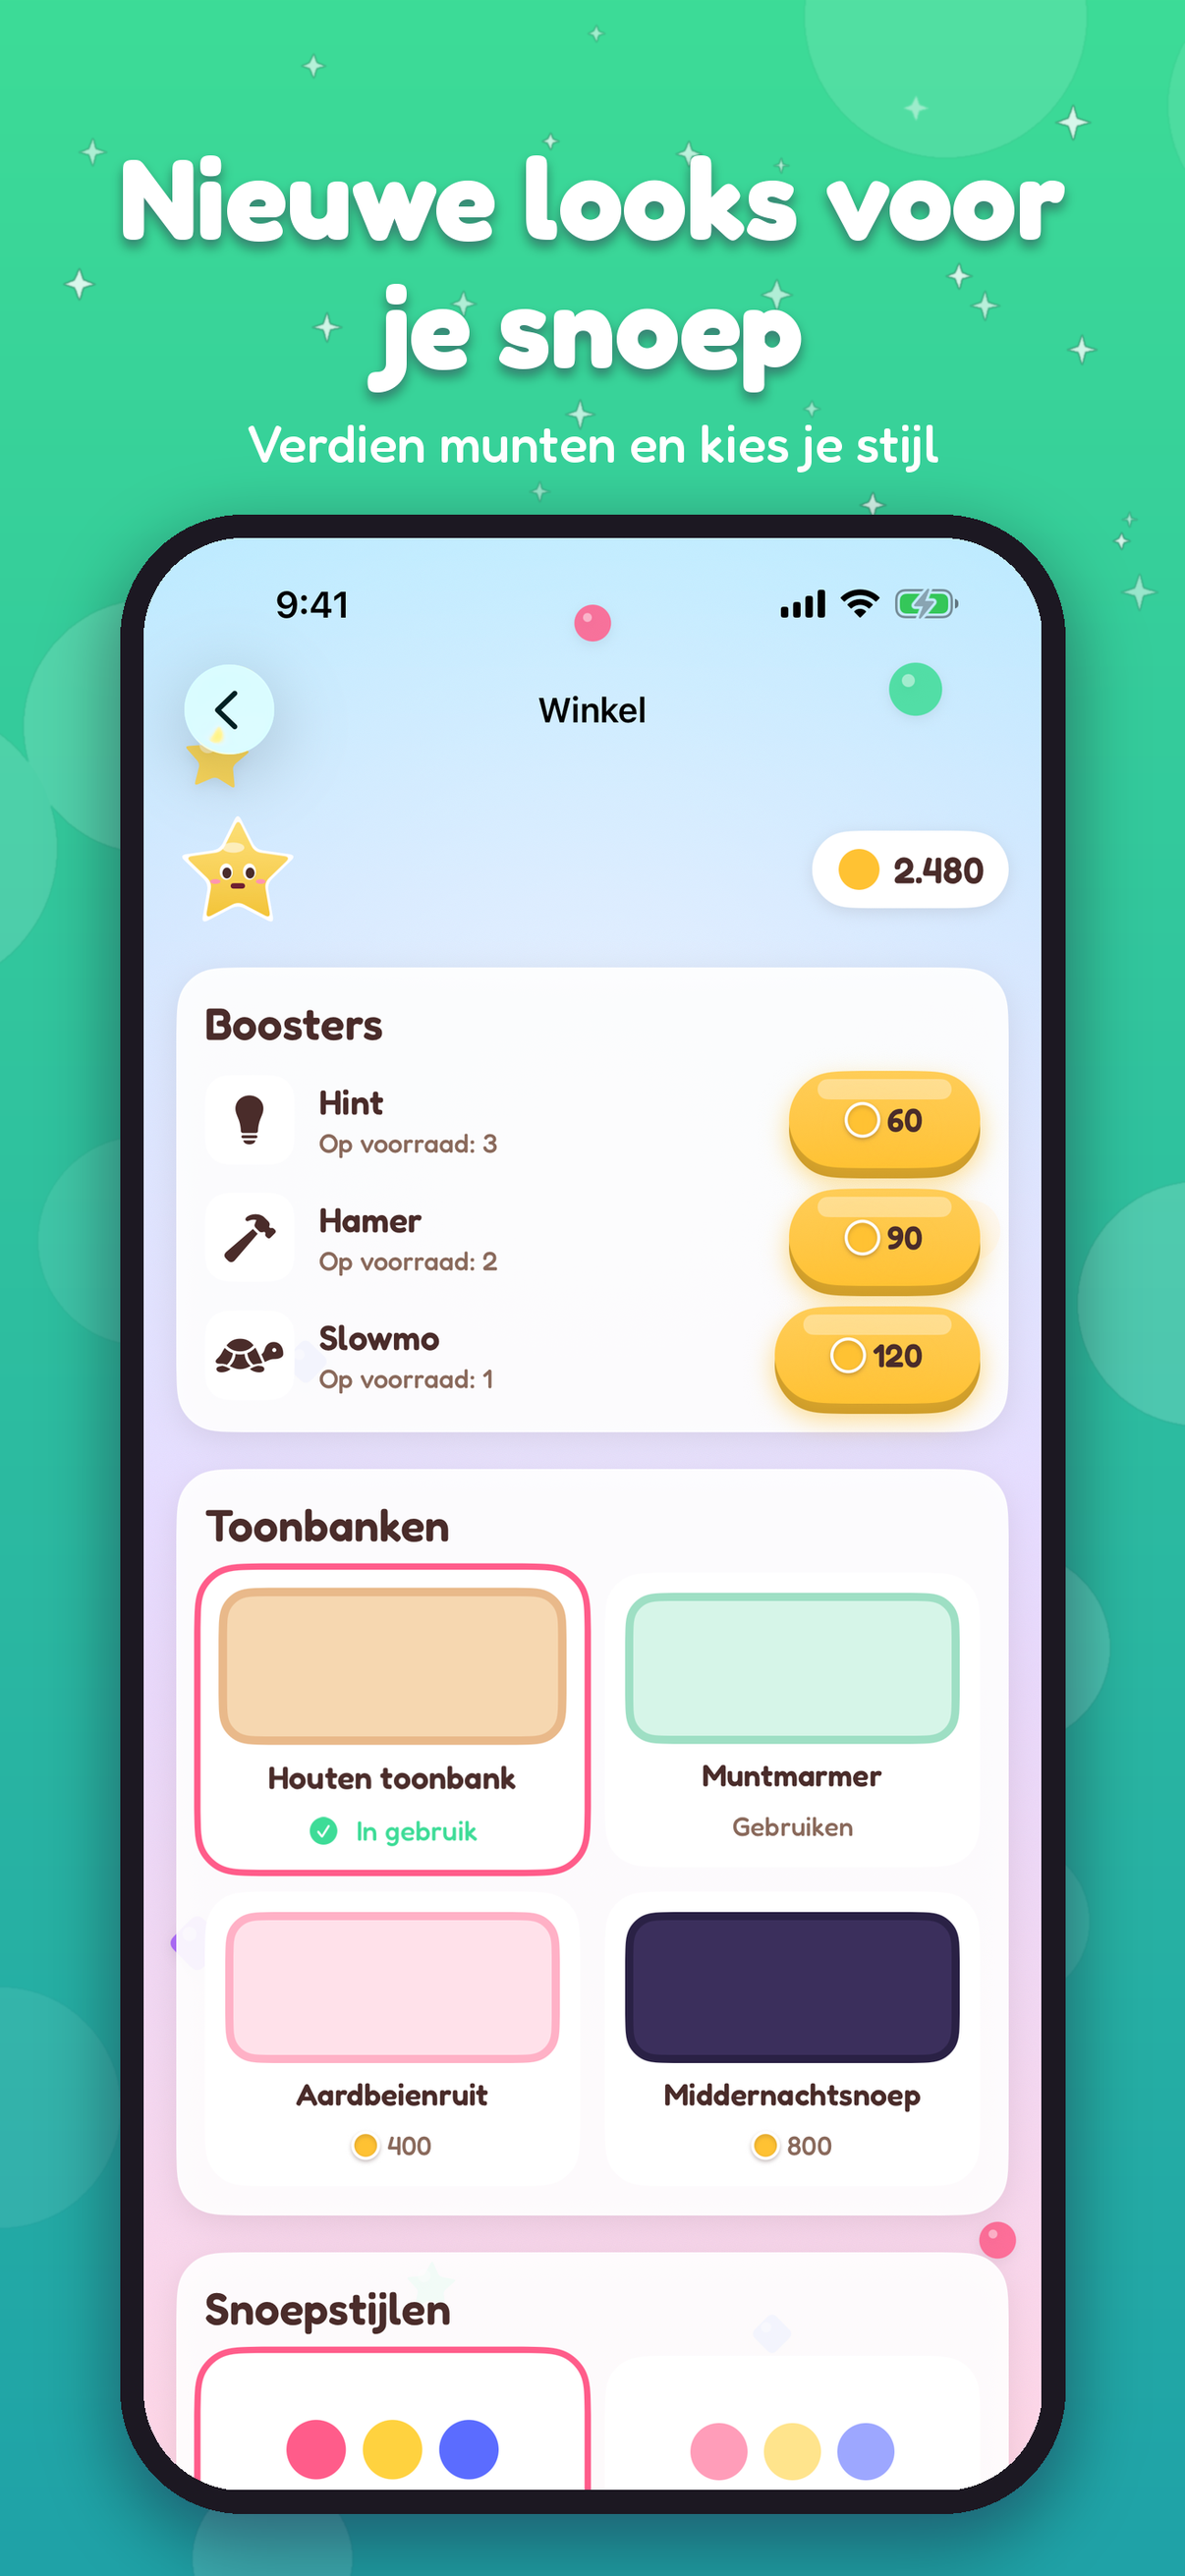 Nieuwe looks voor
je snoep
Verdien munten en kies je stijl
9:41
Winkel
2.480
Boosters
Hint
Op voorraad: 3
60
Hamer
Op voorraad: 2
90
Slowmo
Op voorraad: 1
120
Toonbanken
Houten toonbank
In gebruik
Muntmarmer
Gebruiken
Aardbeienruit
400
Middernachtsnoep
800
Snoepstijlen